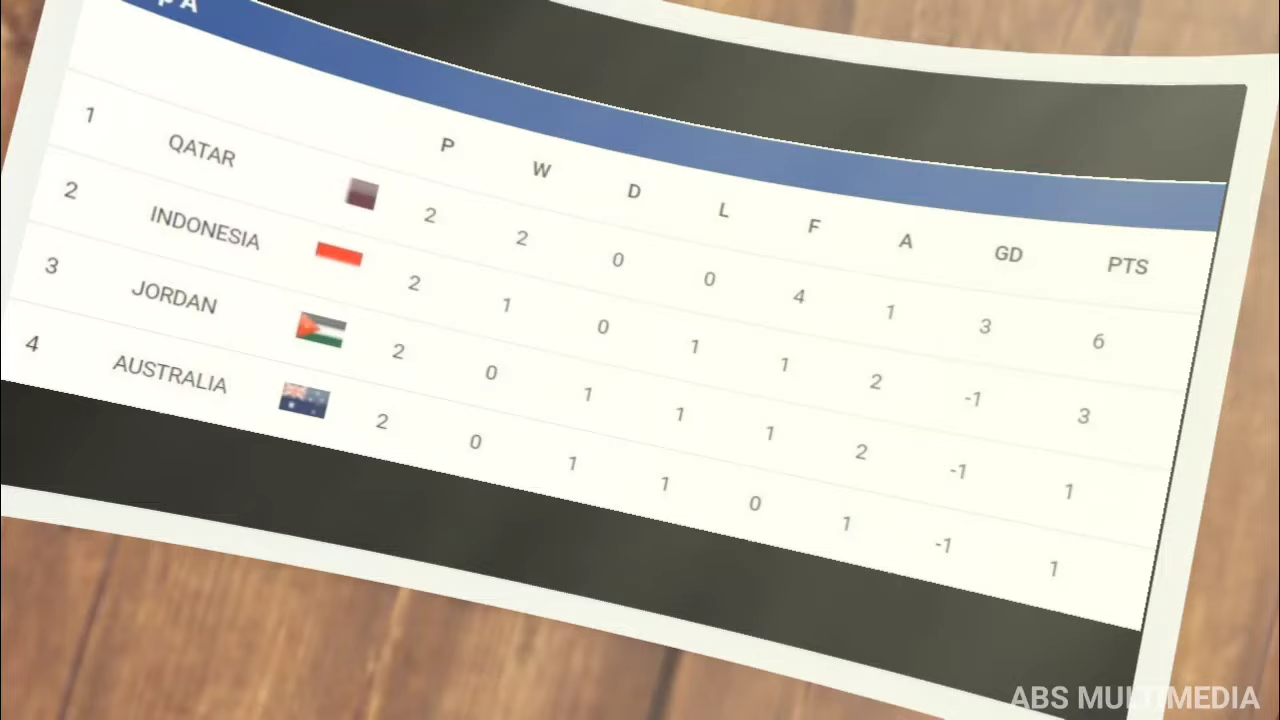 p A
P W D L F A GD PTS
1 QATAR 2 2 0 0 4 1 3 6
2 INDONESIA 2 1 0 1 1 2 -1 3
3 JORDAN 2 0 1 1 1 2 -1 1
4 AUSTRALIA 2 0 1 1 0 1 -1 1
ABS MULTIMEDIA